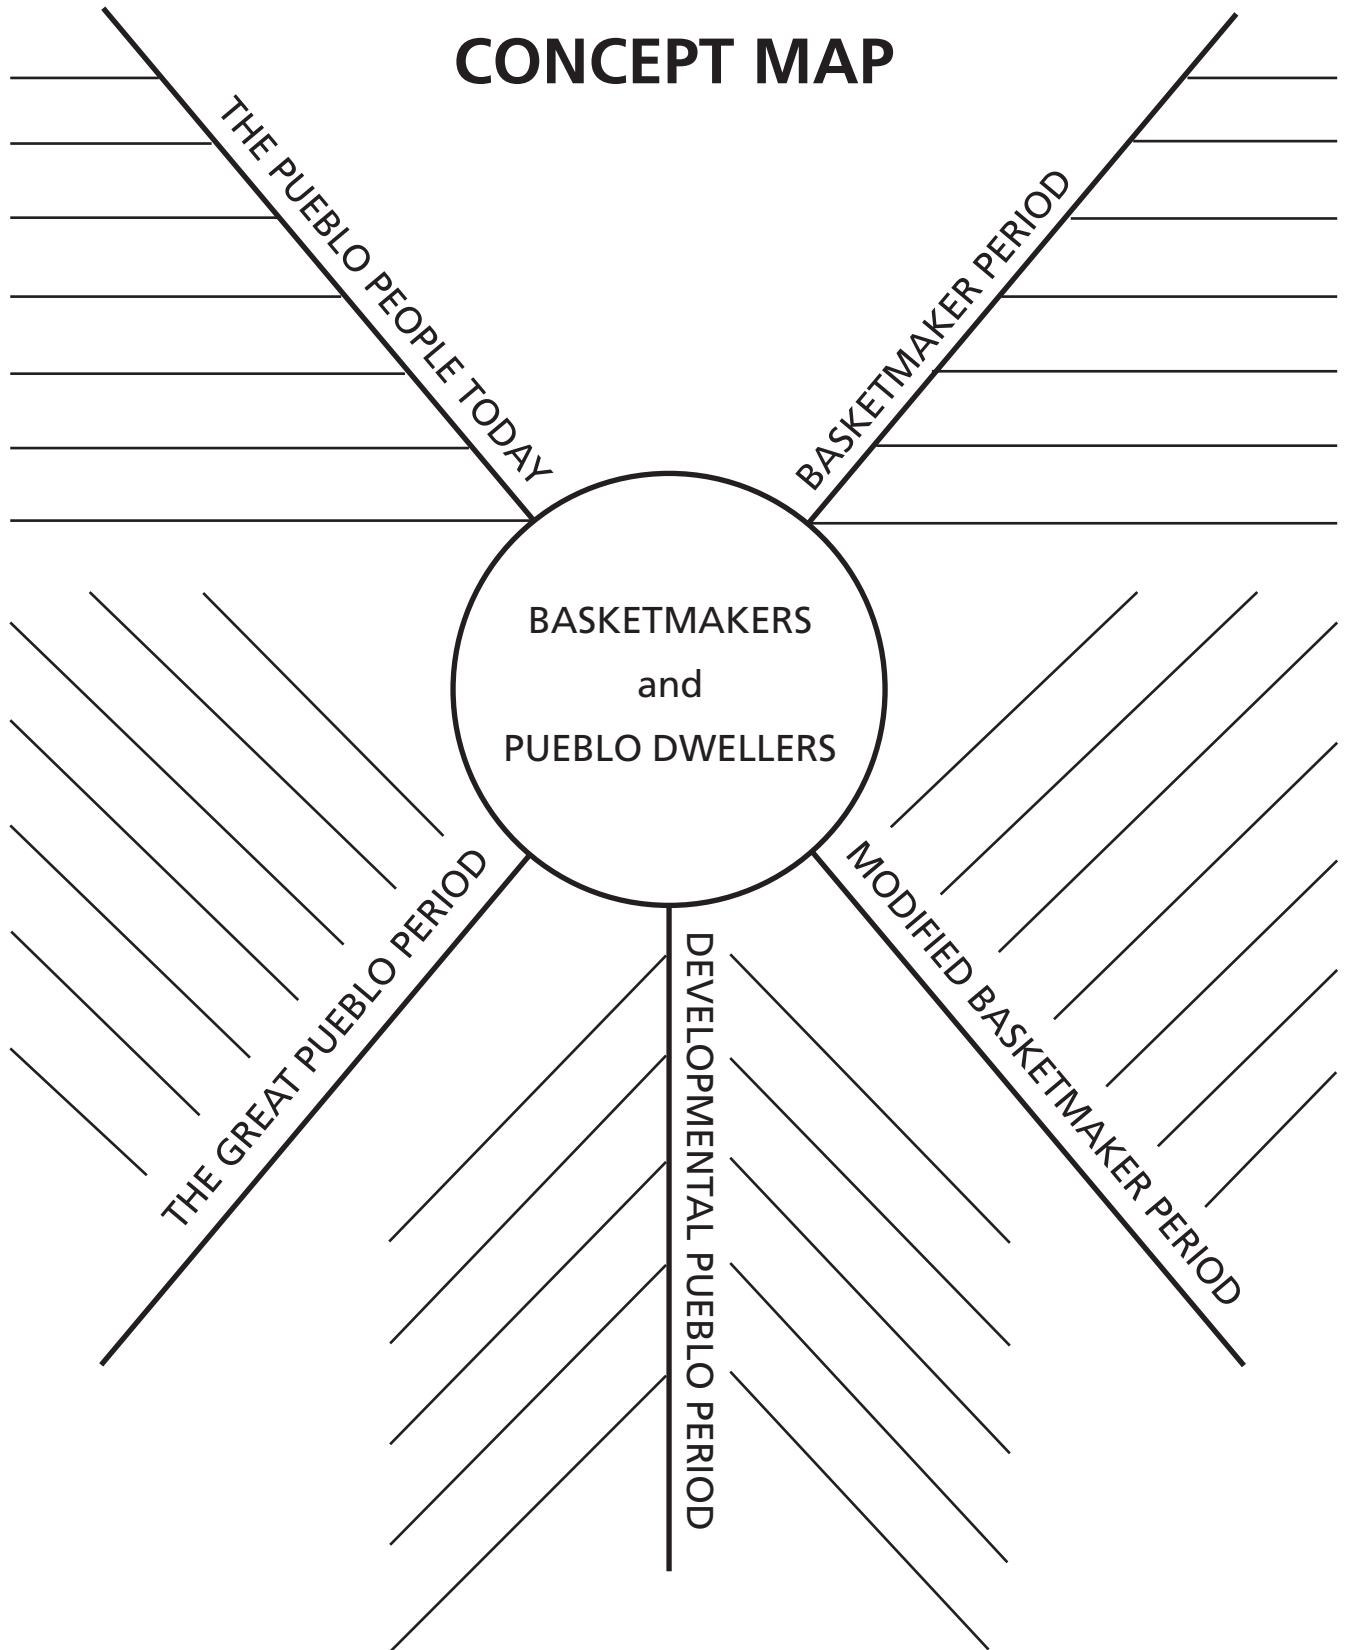 CONCEPT MAP
THE PUEBLO PEOPLE TODAY
BASKETMAKER PERIOD
BASKETMAKERS
and
PUEBLO DWELLERS
THE GREAT PUEBLO PERIOD
DEVELOPMENTAL PUEBLO PERIOD
MODIFIED BASKETMAKER PERIOD